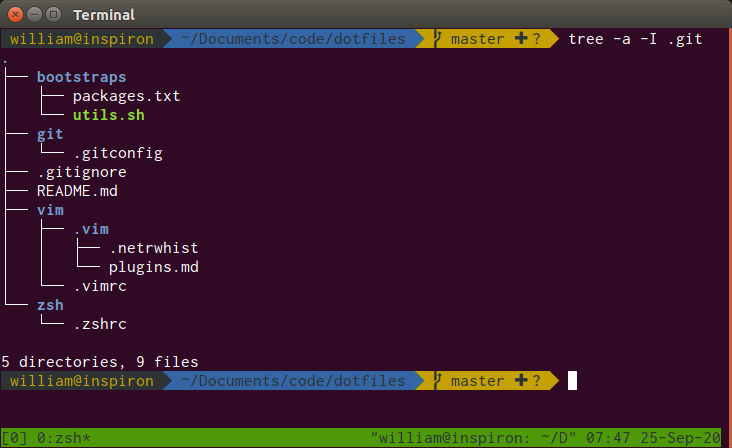 Terminal
william@inspiron ~/Documents/code/dotfiles master ✚ ? tree -a -I .git
.
├── bootstraps
│   ├── packages.txt
│   └── utils.sh
├── git
│   └── .gitconfig
├── .gitignore
├── README.md
├── vim
│   ├── .vim
│   │   ├── .netrwhist
│   │   └── plugins.md
│   └── .vimrc
└── zsh
    └── .zshrc
5 directories, 9 files
william@inspiron ~/Documents/code/dotfiles master ✚ ?
[0] 0:zsh* "william@inspiron: ~/D" 07:47 25-Sep-20